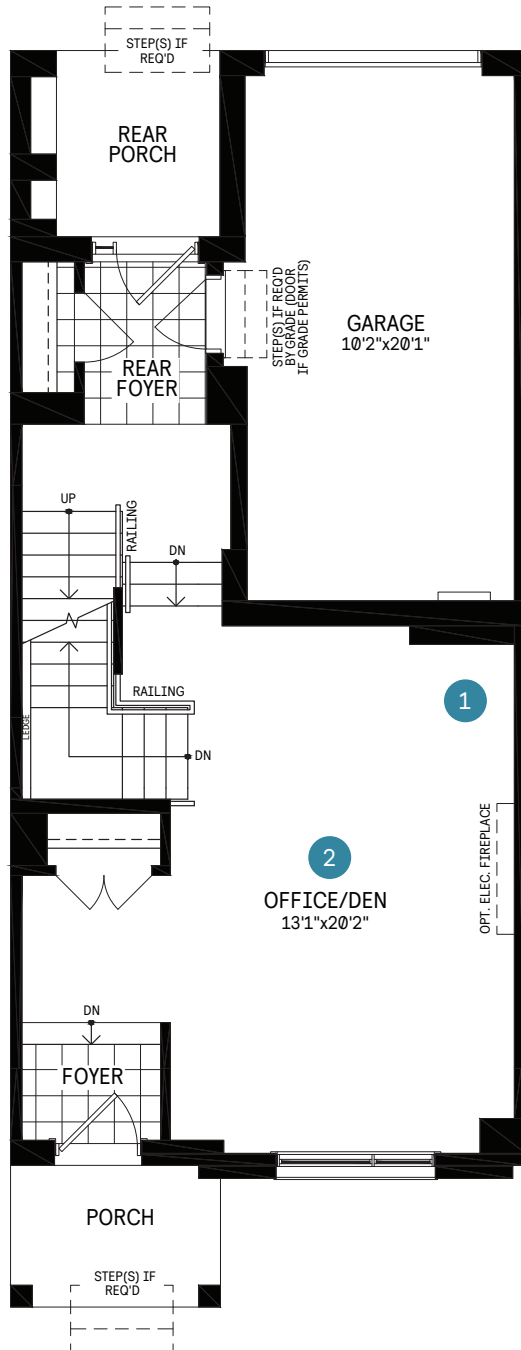 STEP(S) IF
REQ'D
REAR
PORCH
STEP(S) IF REQ'D
BY GRADE (DOOR
IF GRADE PERMITS)
GARAGE
10'2"x20'1"
REAR
FOYER
UP
RAILING
DN
RAILING
1
LEDGE
DN
OPT. ELEC. FIREPLACE
2
OFFICE/DEN
13'1"x20'2"
DN
FOYER
PORCH
STEP(S) IF
REQ'D